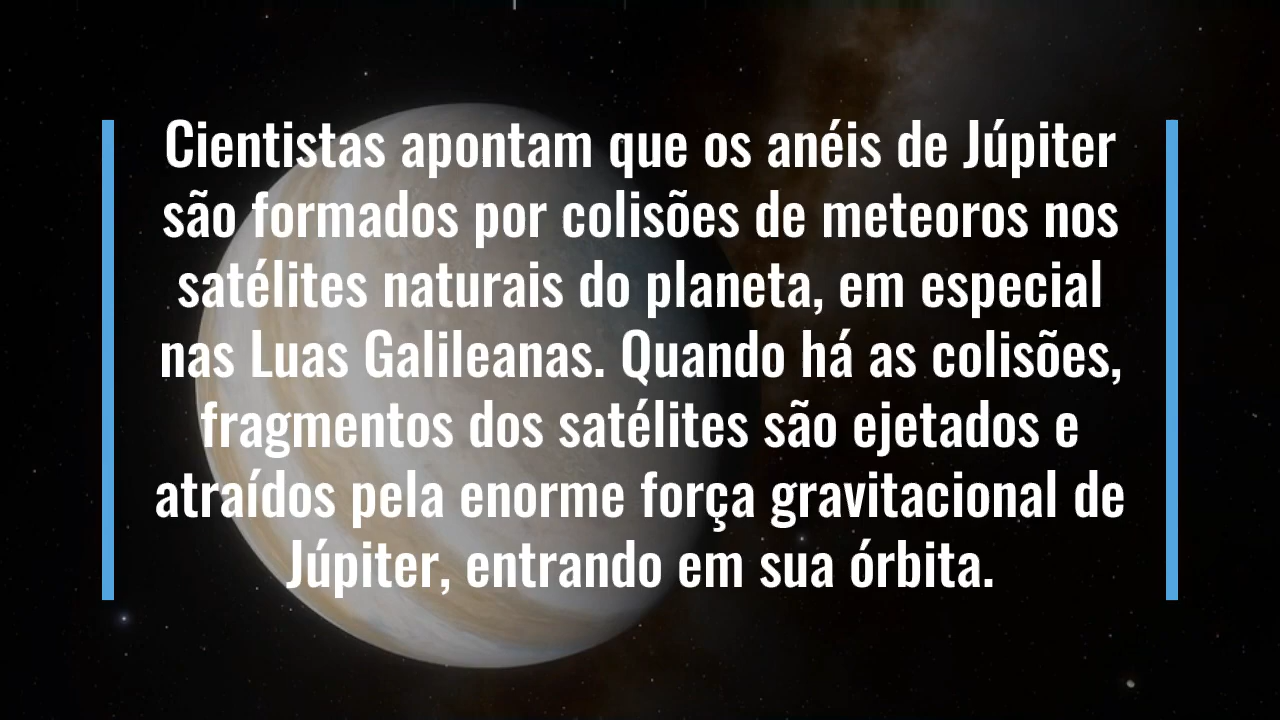 Cientistas apontam que os anéis de Júpiter
são formados por colisões de meteoros nos
satélites naturais do planeta, em especial
nas Luas Galileanas. Quando há as colisões,
fragmentos dos satélites são ejetados e
atraídos pela enorme força gravitacional de
Júpiter, entrando em sua órbita.